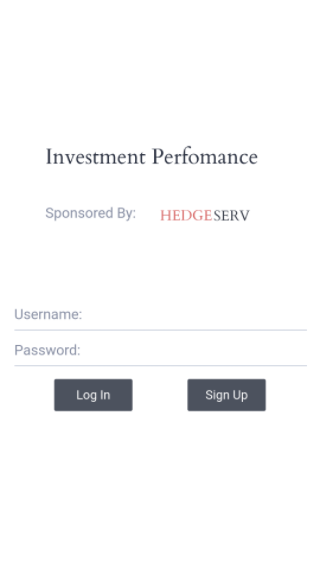 Investment Perfomance
Sponsored By: HEDGESERV
Username:
Password:
Log In Sign Up